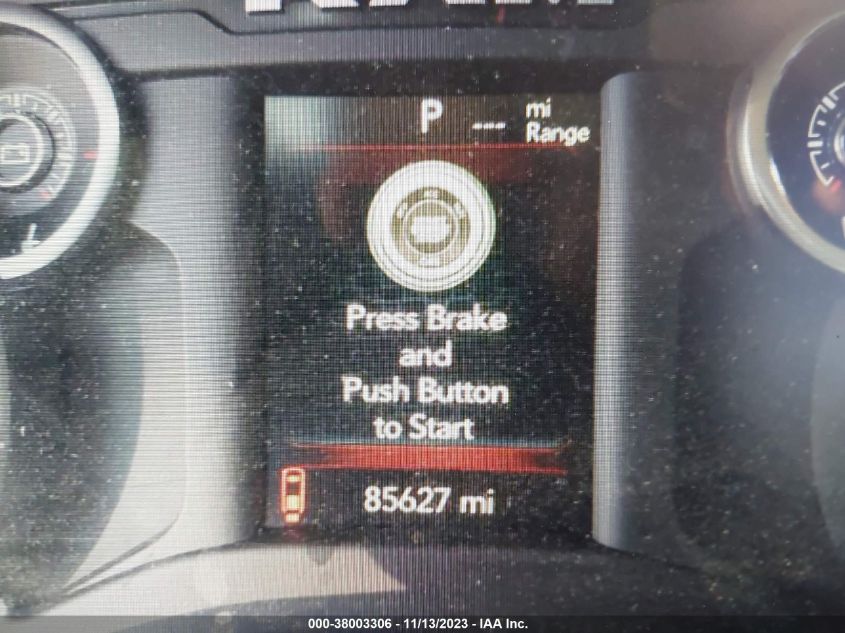 P --- mi
Range
Press Brake
and
Push Button
to Start
85627 mi
000-38003306 - 11/13/2023 - IAA Inc.